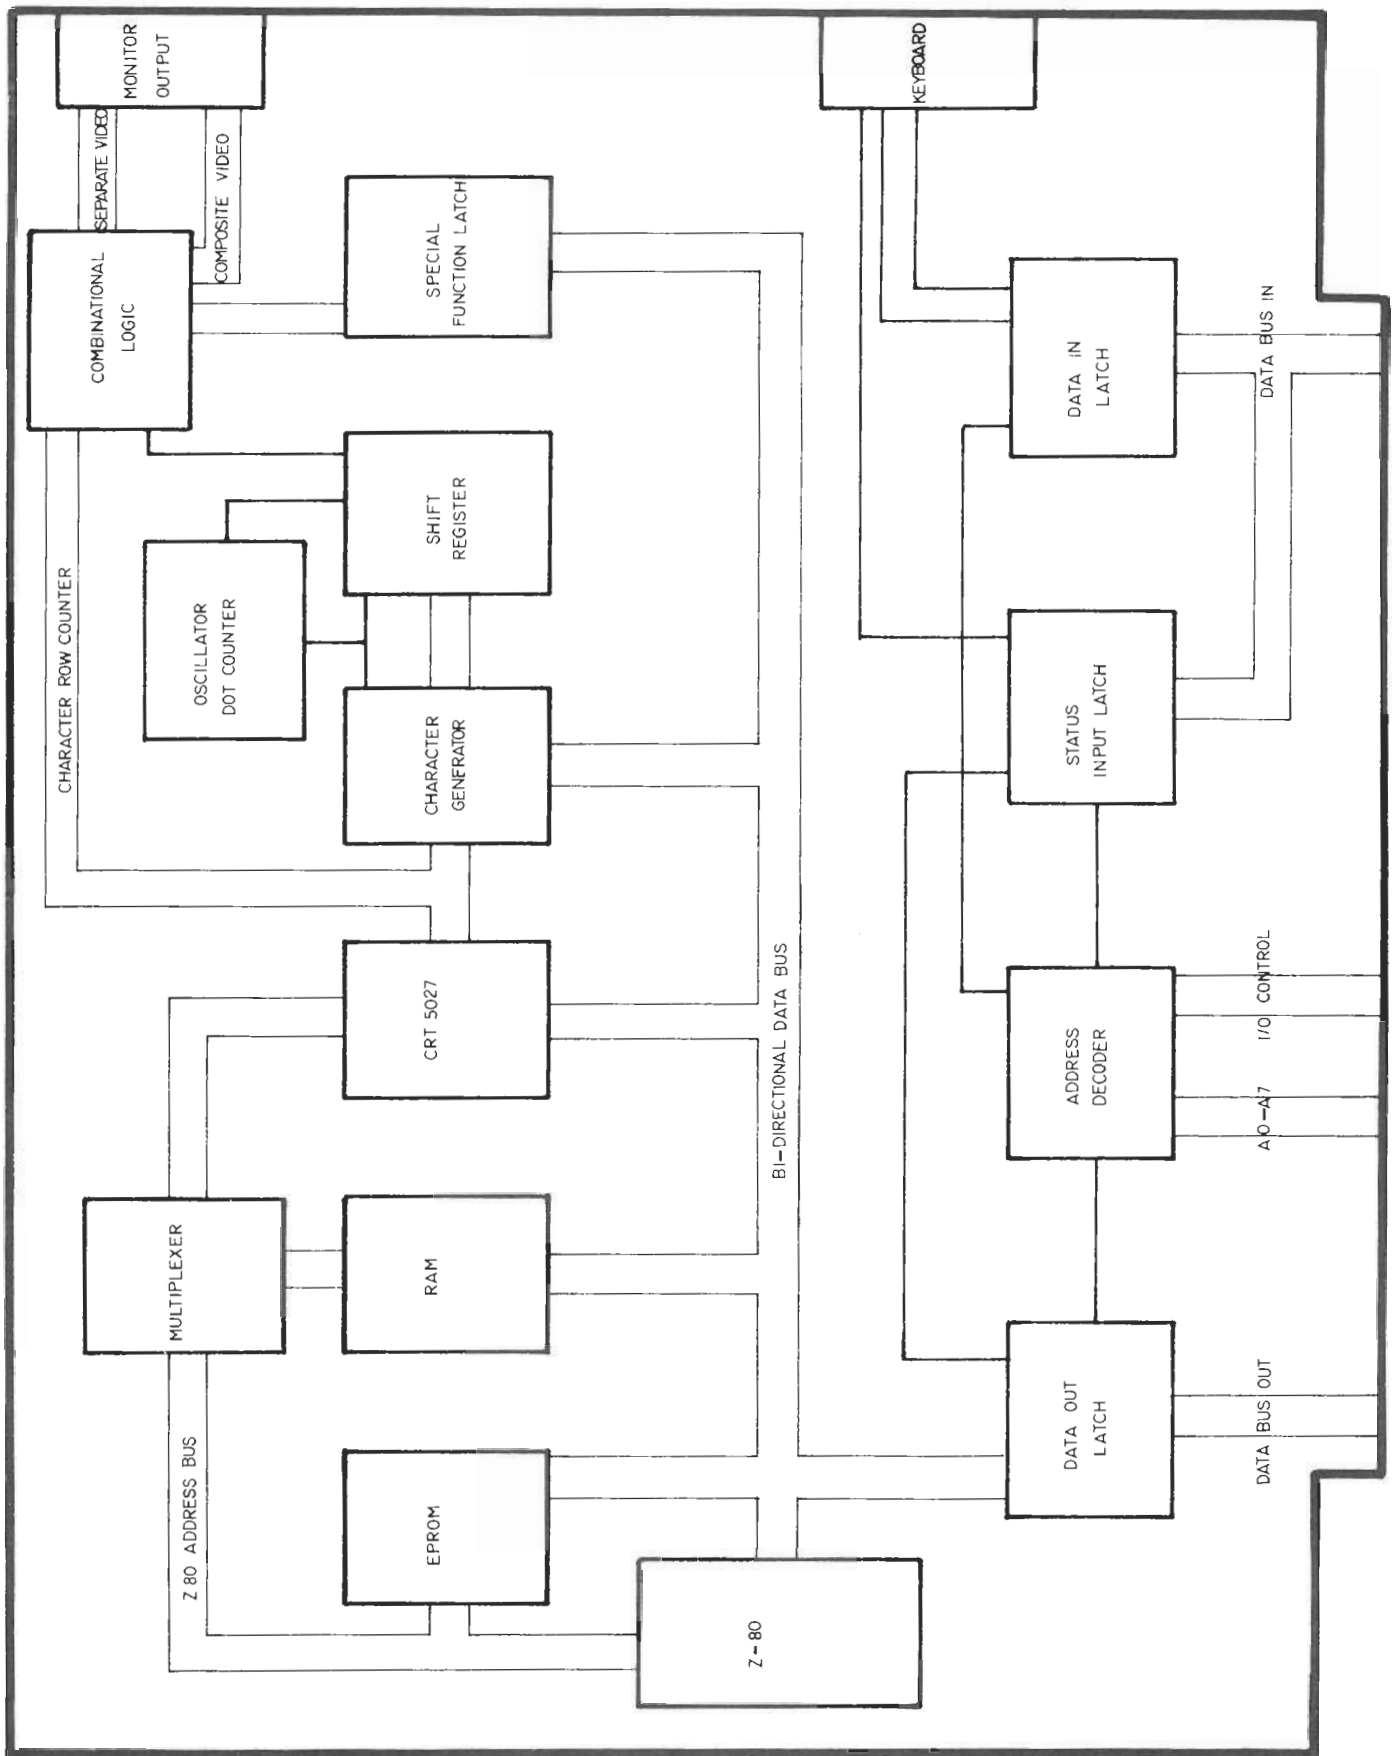 CHARACTER ROW COUNTER
COMBINATIONAL
LOGIC
SEPARATE VIDEO
MONITOR
OUTPUT
Z 80 ADDRESS BUS
MULTIPLEXER
OSCILLATOR
DOT COUNTER
COMPOSITE VIDEO
EPROM
RAM
CRT 5027
CHARACTER
GENERATOR
SHIFT
REGISTER
SPECIAL
FUNCTION LATCH
Z-80
BI-DIRECTIONAL DATA BUS
KEYBOARD
DATA OUT
LATCH
ADDRESS
DECODER
STATUS
INPUT LATCH
DATA IN
LATCH
DATA BUS OUT
A0-A7
I/O CONTROL
DATA BUS IN